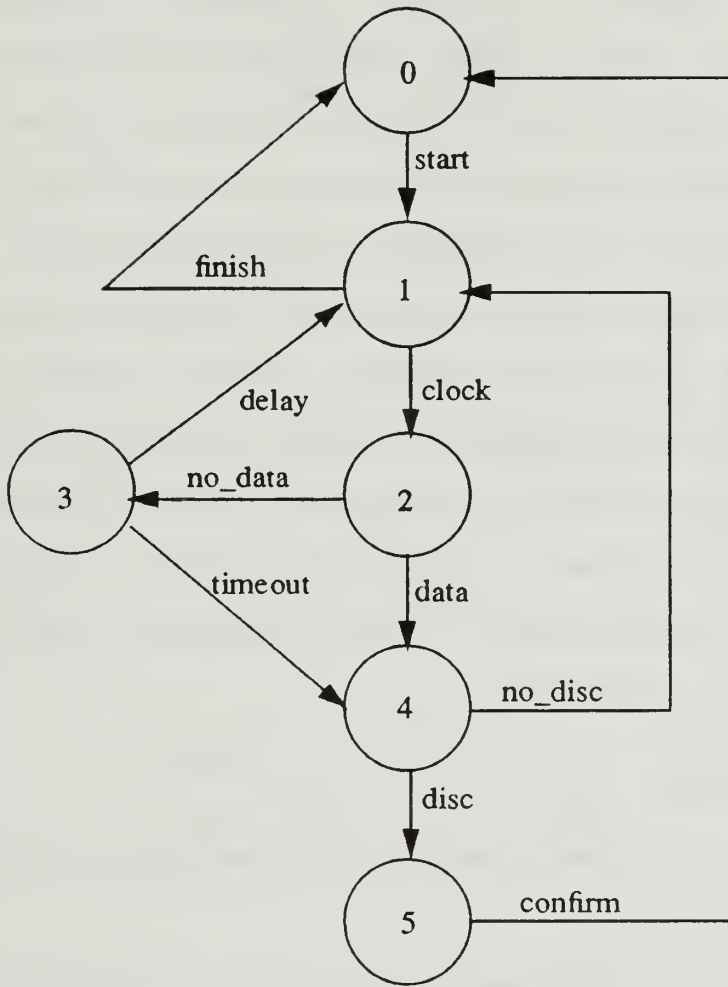 0
start
finish
1
delay
clock
3
no_data
2
timeout
data
4
no_disc
disc
5
confirm